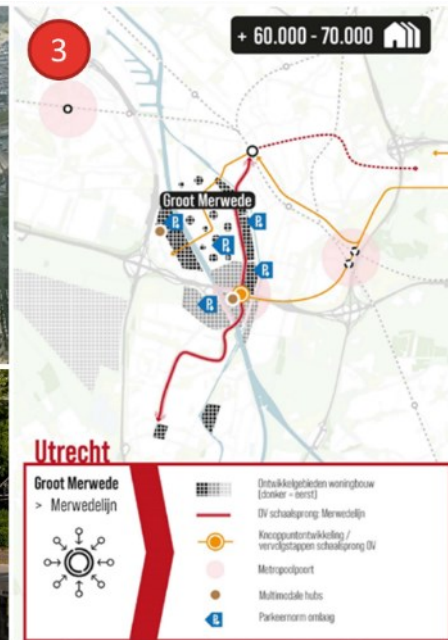 3
+ 60.000 - 70.000
Groot Merwede
Utrecht
Groot Merwede
> Merwedelijn
Ontwikkelgebieden woningbouw
(donker = eerst)
OV schaalsprong: Merwedelijn
Knooppuntontwikkeling /
vervolgstappen schaalsprong OV
Metropoolpoort
Multimodale hubs
Parkeernorm omlaag